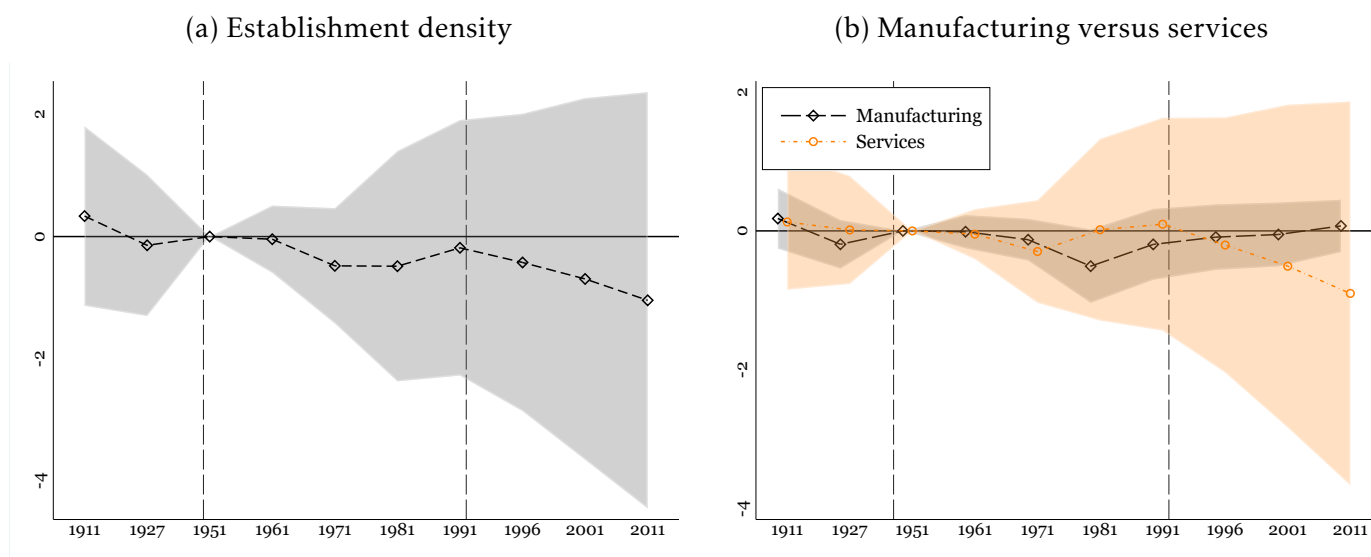 (a) Establishment density
2
0
-2
-4
1911 1927 1951 1961 1971 1981 1991 1996 2001 2011
(b) Manufacturing versus services
2
0
-2
-4
Manufacturing
Services
1911 1927 1951 1961 1971 1981 1991 1996 2001 2011